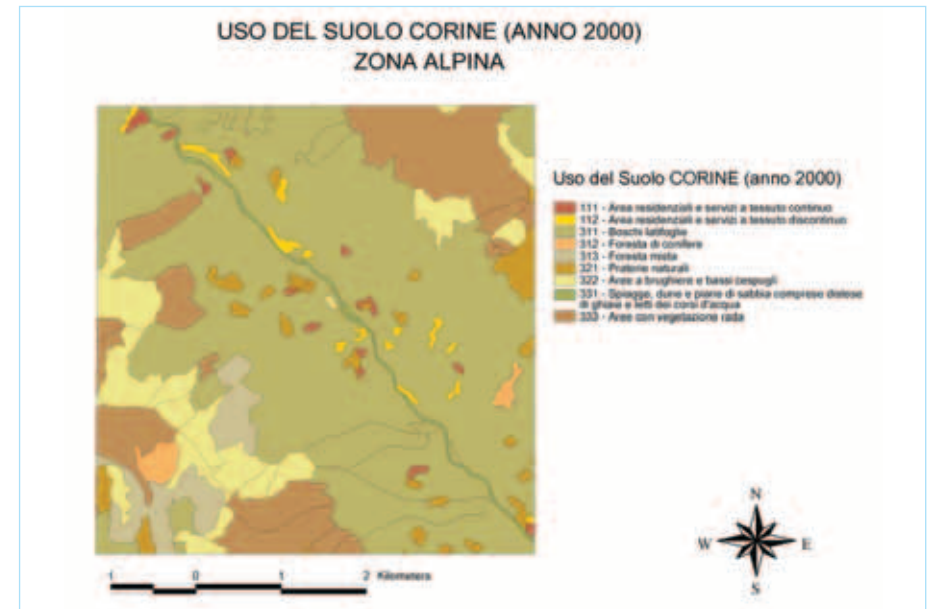 USO DEL SUOLO CORINE (ANNO 2000)
ZONA ALPINA
Uso del Suolo CORINE (anno 2000)
111 - Area residenziali e servizi a tessuto continuo
112 - Area residenziali e servizi a tessuto discontinuo
311 - Boschi latifoglie
312 - Foresta di conifere
313 - Foresta mista
321 - Praterie naturali
322 - Aree a brughiere e bassi cespugli
331 - Spiagge, dune e piane di sabbia comprese distese
di ghiaia e letti dei corsi d'acqua
333 - Aree con vegetazione rada
N
W E
S
1 0 1 2 Kilometers